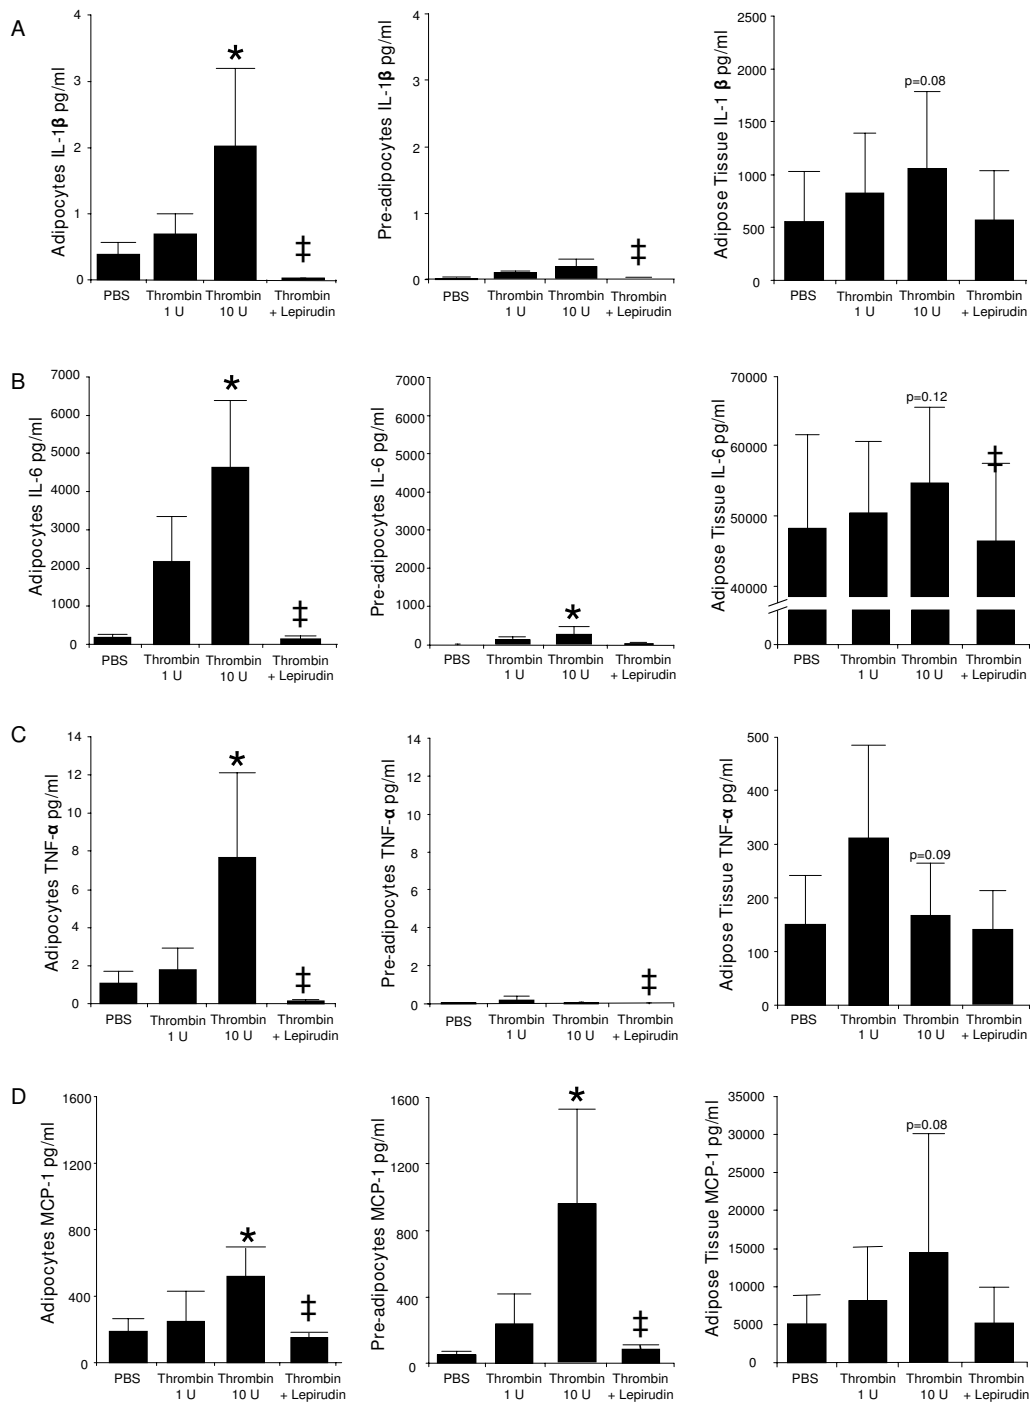 A
Adipocytes IL-1β pg/ml
4
3
2
1
0
*
‡
PBS
Thrombin
1 U
Thrombin
10 U
Thrombin
+ Lepirudin
Pre-adipocytes IL-1β pg/ml
4
3
2
1
0
‡
PBS
Thrombin
1 U
Thrombin
10 U
Thrombin
+ Lepirudin
Adipose Tissue IL-1 β pg/ml
2500
2000
1500
1000
500
0
p=0.08
PBS
Thrombin
1 U
Thrombin
10 U
Thrombin
+ Lepirudin
B
Adipocytes IL-6 pg/ml
7000
6000
5000
4000
3000
2000
1000
0
*
‡
PBS
Thrombin
1 U
Thrombin
10 U
Thrombin
+ Lepirudin
Pre-adipocytes IL-6 pg/ml
7000
6000
5000
4000
3000
2000
1000
0
*
PBS
Thrombin
1 U
Thrombin
10 U
Thrombin
+ Lepirudin
Adipose Tissue IL-6 pg/ml
70000
60000
50000
40000
0
p=0.12
‡
PBS
Thrombin
1 U
Thrombin
10 U
Thrombin
+ Lepirudin
C
Adipocytes TNF-α pg/ml
14
12
10
8
6
4
2
0
*
‡
PBS
Thrombin
1 U
Thrombin
10 U
Thrombin
+ Lepirudin
Pre-adipocytes TNF-α pg/ml
14
12
10
8
6
4
2
0
‡
PBS
Thrombin
1 U
Thrombin
10 U
Thrombin
+ Lepirudin
Adipose Tissue TNF-α pg/ml
500
400
300
200
100
0
p=0.09
PBS
Thrombin
1 U
Thrombin
10 U
Thrombin
+ Lepirudin
D
Adipocytes MCP-1 pg/ml
1600
1200
800
400
0
*
‡
PBS
Thrombin
1 U
Thrombin
10 U
Thrombin
+ Lepirudin
Pre-adipocytes MCP-1 pg/ml
1600
1200
800
400
0
*
‡
PBS
Thrombin
1 U
Thrombin
10 U
Thrombin
+ Lepirudin
Adipose Tissue MCP-1 pg/ml
35000
30000
25000
20000
15000
10000
5000
0
p=0.08
PBS
Thrombin
1 U
Thrombin
10 U
Thrombin
+ Lepirudin